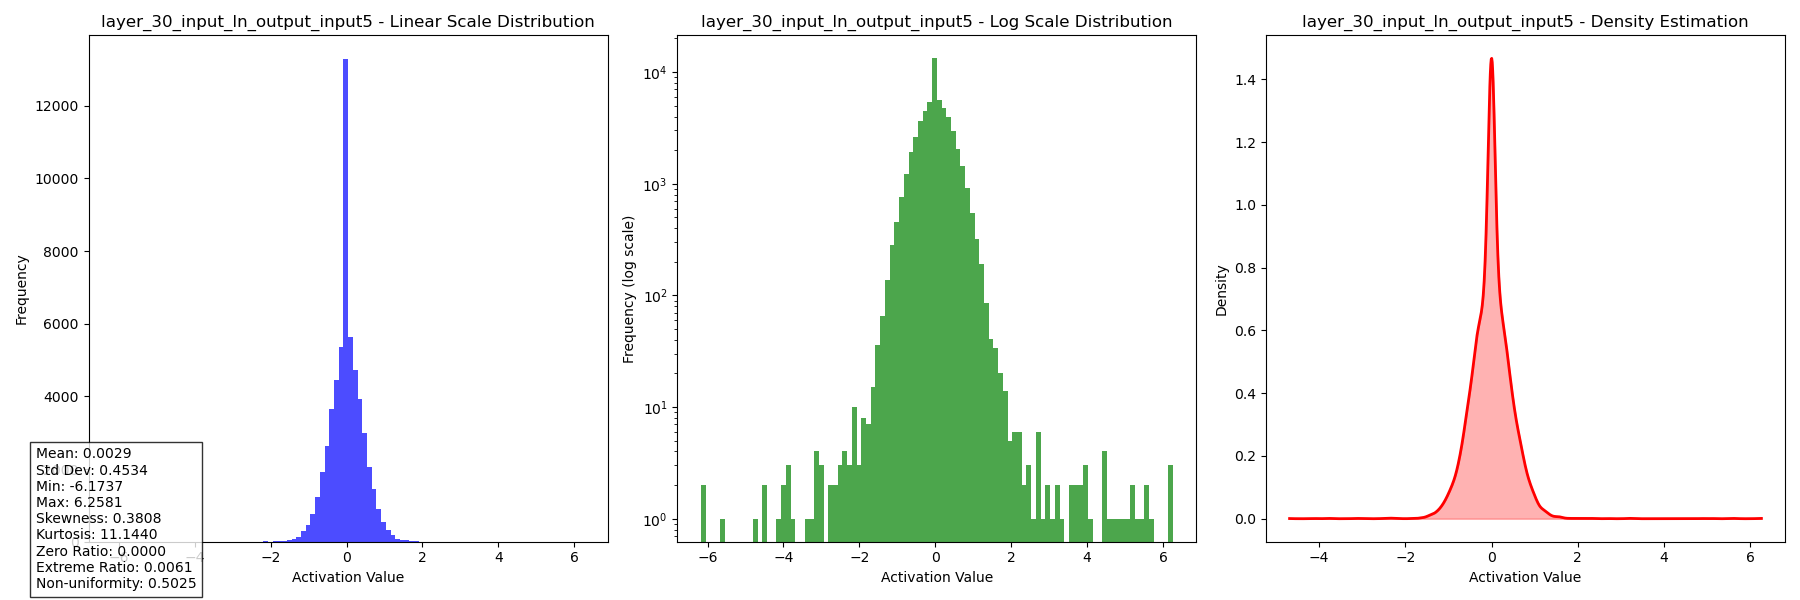 layer_30_input_ln_output_input5 - Linear Scale Distribution
Frequency
12000
10000
8000
6000
4000
0
Mean: 0.0029
Std Dev: 0.4534
Min: -6.1737
Max: 6.2581
Skewness: 0.3808
Kurtosis: 11.1440
Zero Ratio: 0.0000
Extreme Ratio: 0.0061
Non-uniformity: 0.5025
−6 −4 −2 0 2 4 6
Activation Value
layer_30_input_ln_output_input5 - Log Scale Distribution
Frequency (log scale)
10⁴
10³
10²
10¹
10⁰
−6 −4 −2 0 2 4 6
Activation Value
layer_30_input_ln_output_input5 - Density Estimation
Density
1.4
1.2
1.0
0.8
0.6
0.4
0.2
0.0
−4 −2 0 2 4 6
Activation Value